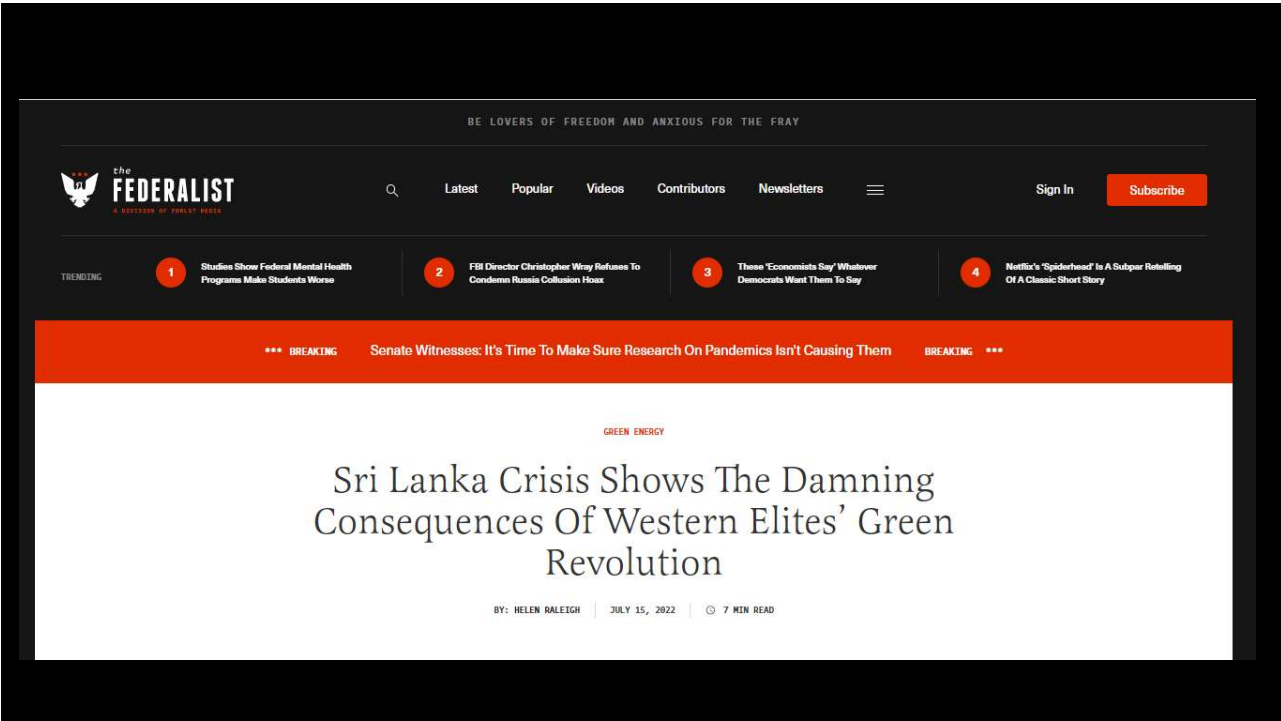 BE LOVERS OF FREEDOM AND ANXIOUS FOR THE FRAY
the
FEDERALIST
A DIVISION OF FDRLST MEDIA
Latest Popular Videos Contributors Newsletters
Sign In
Subscribe
TRENDING
1
Studies Show Federal Mental Health
Programs Make Students Worse
2
FBI Director Christopher Wray Refuses To
Condemn Russia Collusion Hoax
3
These ‘Economists Say’ Whatever
Democrats Want Them To Say
4
Netflix’s ‘Spiderhead’ Is A Subpar Retelling
Of A Classic Short Story
*** BREAKING Senate Witnesses: It's Time To Make Sure Research On Pandemics Isn't Causing Them BREAKING ***
GREEN ENERGY
Sri Lanka Crisis Shows The Damning
Consequences Of Western Elites’ Green
Revolution
BY: HELEN RALEIGH JULY 15, 2022 7 MIN READ